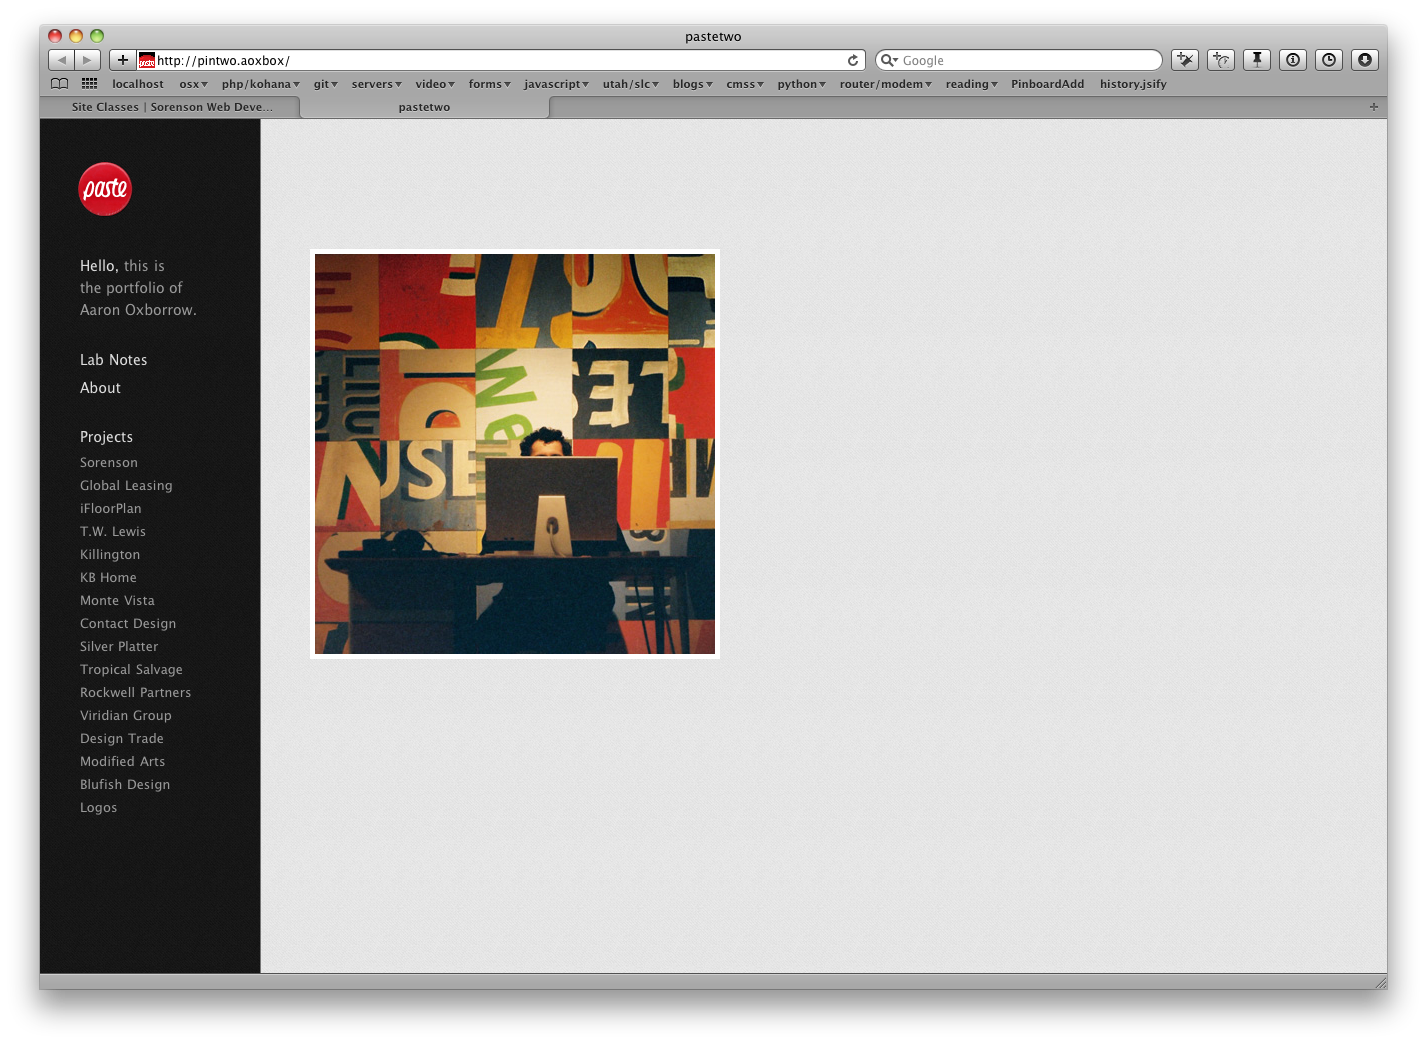 pastetwo
http://pintwo.aoxbox/
Google
localhost osx php/kohana git servers video forms javascript utah/slc blogs cmss python router/modem reading PinboardAdd history.jsify
Site Classes | Sorenson Web Deve...
pastetwo
paste
Hello, this is
the portfolio of
Aaron Oxborrow.
Lab Notes
About
Projects
Sorenson
Global Leasing
iFloorPlan
T.W. Lewis
Killington
KB Home
Monte Vista
Contact Design
Silver Platter
Tropical Salvage
Rockwell Partners
Viridian Group
Design Trade
Modified Arts
Blufish Design
Logos
We
USE